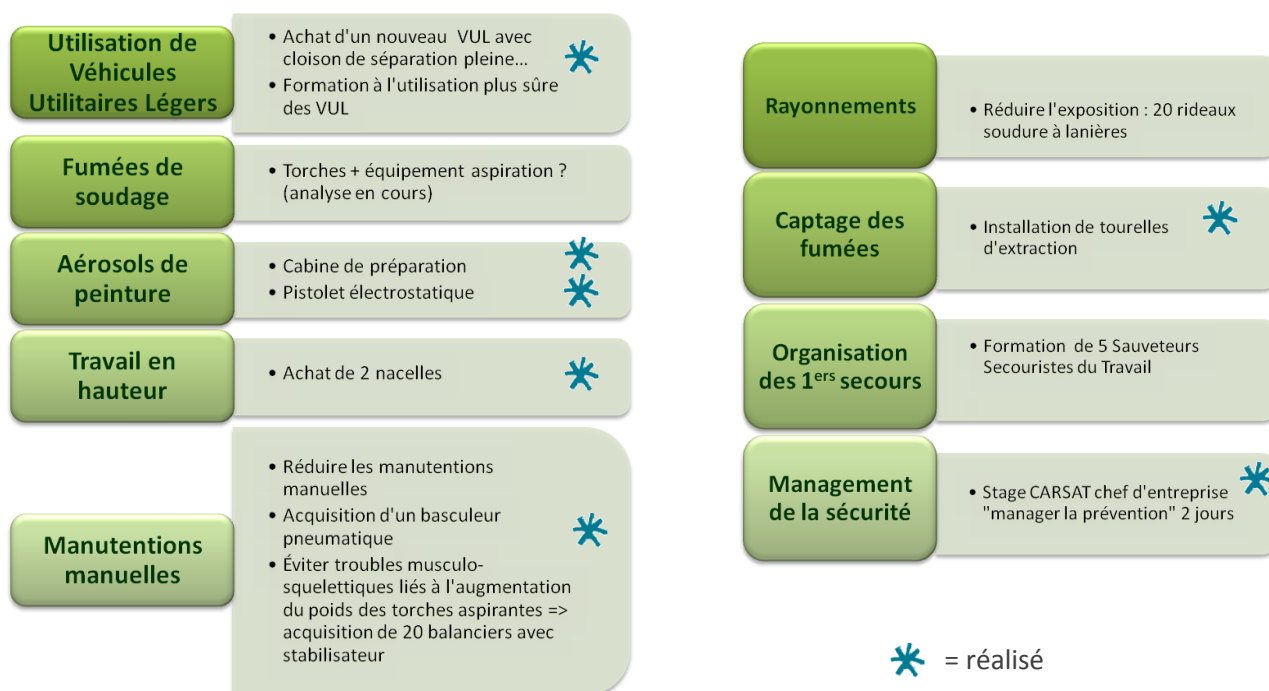 Utilisation de
Véhicules
Utilitaires Légers
• Achat d'un nouveau VUL avec
cloison de séparation pleine...
• Formation à l'utilisation plus sûre
des VUL
Fumées de
soudage
• Torches + équipement aspiration ?
(analyse en cours)
Aérosols de
peinture
• Cabine de préparation
• Pistolet électrostatique
Travail en
hauteur
• Achat de 2 nacelles
Manutentions
manuelles
• Réduire les manutentions
manuelles
• Acquisition d'un basculeur
pneumatique
• Éviter troubles musculo-
squelettiques liés à l'augmentation
du poids des torches aspirantes =>
acquisition de 20 balanciers avec
stabilisateur
Rayonnements
• Réduire l'exposition : 20 rideaux
soudure à lanières
Captage des
fumées
• Installation de tourelles
d'extraction
Organisation
des 1ers secours
• Formation de 5 Sauveteurs
Secouristes du Travail
Management
de la sécurité
• Stage CARSAT chef d'entreprise
"manager la prévention" 2 jours
= réalisé